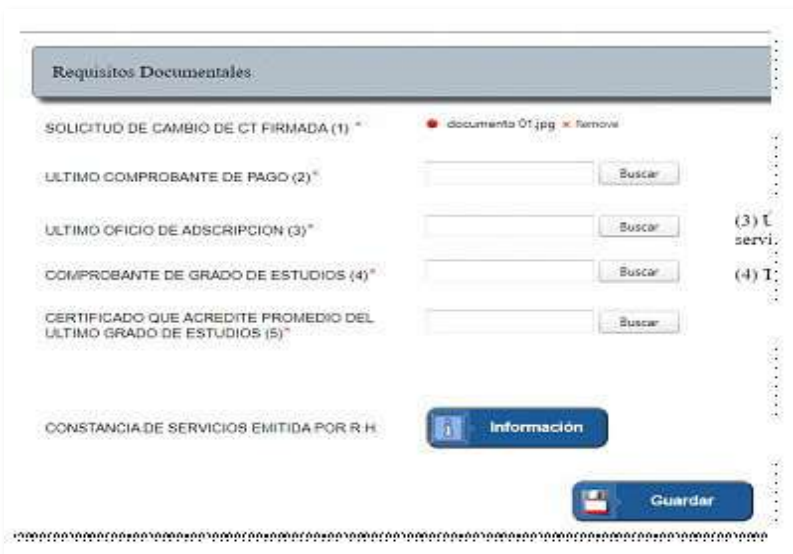 Requisitos Documentales
SOLICITUD DE CAMBIO DE CT FIRMADA (1) *
documento 01.jpg × Remove
ULTIMO COMPROBANTE DE PAGO (2)*
Buscar
ULTIMO OFICIO DE ADSCRIPCION (3)*
Buscar
(3) U
servi
COMPROBANTE DE GRADO DE ESTUDIOS (4)*
Buscar
(4) T
CERTIFICADO QUE ACREDITE PROMEDIO DEL
ULTIMO GRADO DE ESTUDIOS (5)*
Buscar
CONSTANCIA DE SERVICIOS EMITIDA POR R H
Información
Guardar